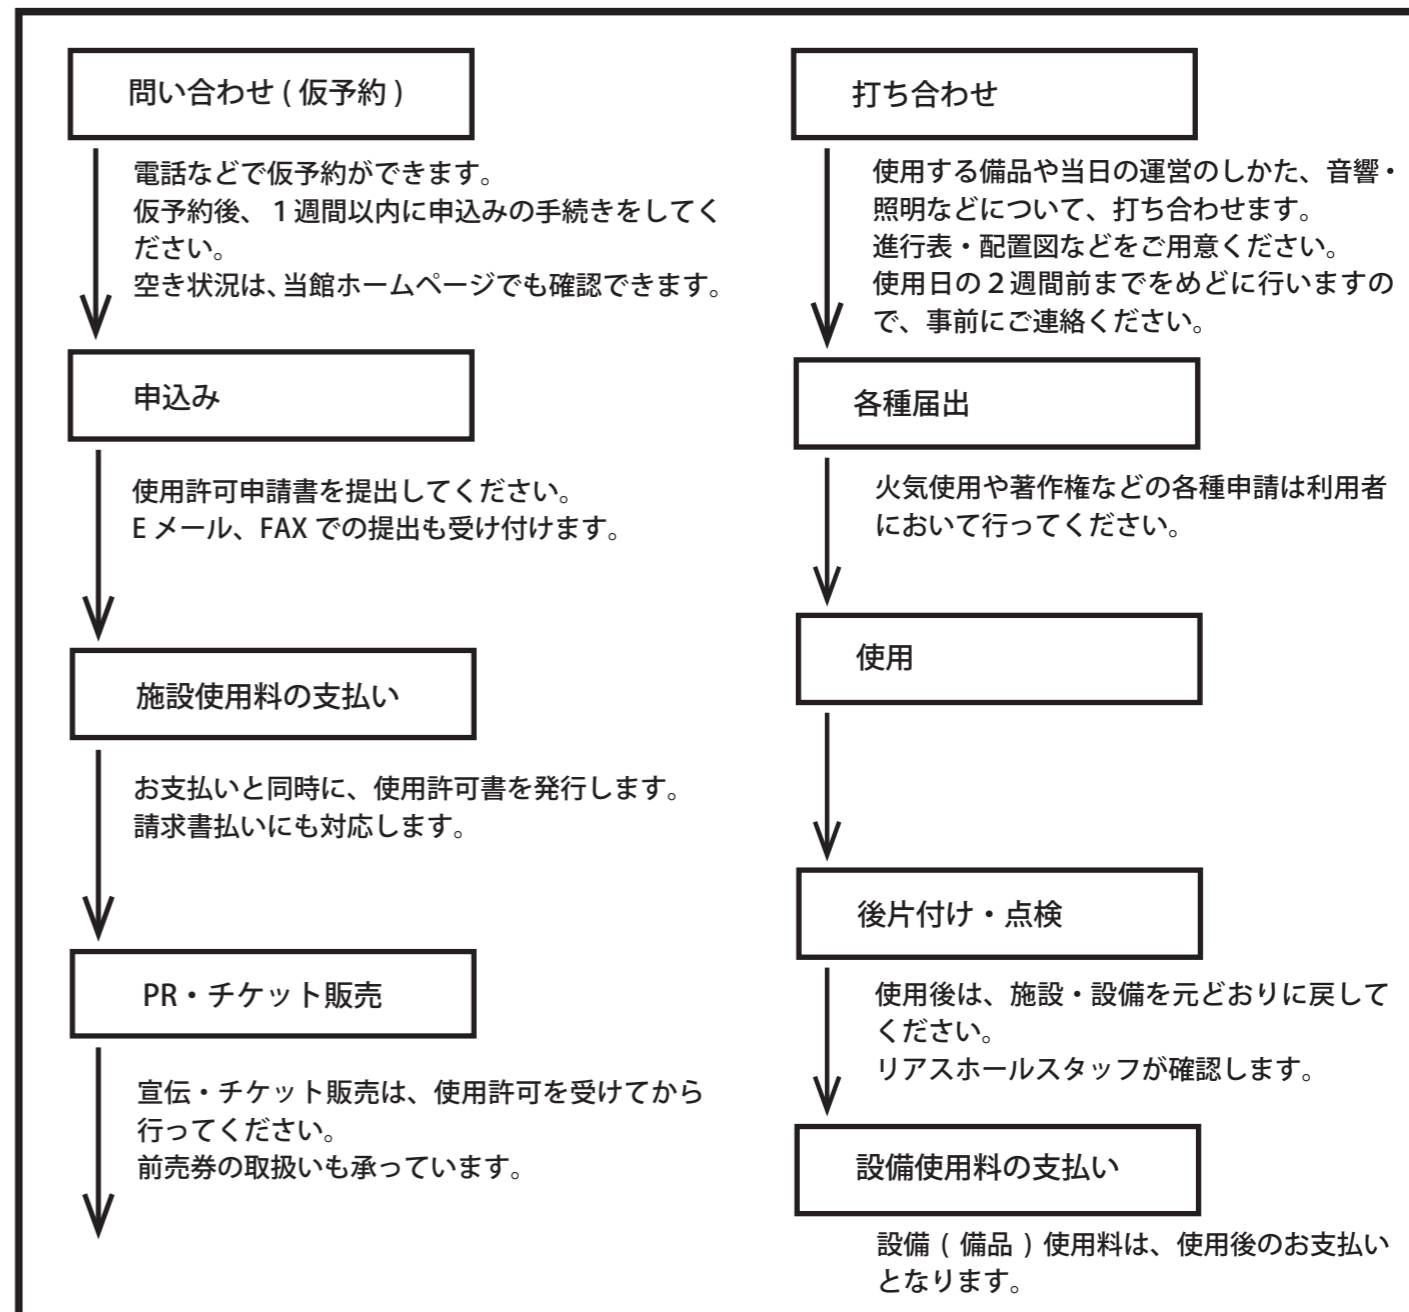 問い合わせ ( 仮予約 )
電話などで仮予約ができます。
仮予約後、１週間以内に申込みの手続きをしてく
ださい。
空き状況は、当館ホームページでも確認できます。
申込み
使用許可申請書を提出してください。
E メール、FAX での提出も受け付けます。
施設使用料の支払い
お支払いと同時に、使用許可書を発行します。
請求書払いにも対応します。
PR・チケット販売
宣伝・チケット販売は、使用許可を受けてから
行ってください。
前売券の取扱いも承っています。
打ち合わせ
使用する備品や当日の運営のしかた、音響・
照明などについて、打ち合わせます。
進行表・配置図などをご用意ください。
使用日の２週間前までをめどに行いますの
で、事前にご連絡ください。
各種届出
火気使用や著作権などの各種申請は利用者
において行ってください。
使用
後片付け・点検
使用後は、施設・設備を元どおりに戻して
ください。
リアスホールスタッフが確認します。
設備使用料の支払い
設備 ( 備品 ) 使用料は、使用後のお支払い
となります。